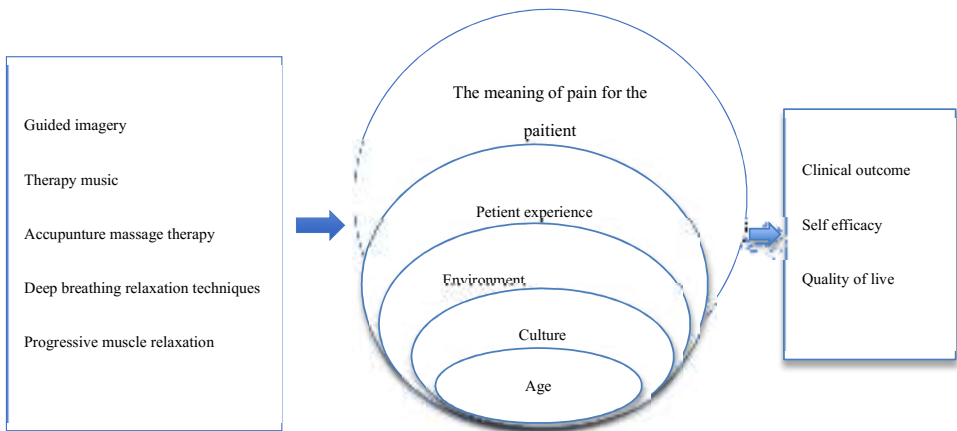 Guided imagery
Therapy music
Accupunture massage therapy
Deep breathing relaxation techniques
Progressive muscle relaxation
The meaning of pain for the
paitient
Petient experience
Environment
Culture
Age
Clinical outcome
Self efficacy
Quality of live